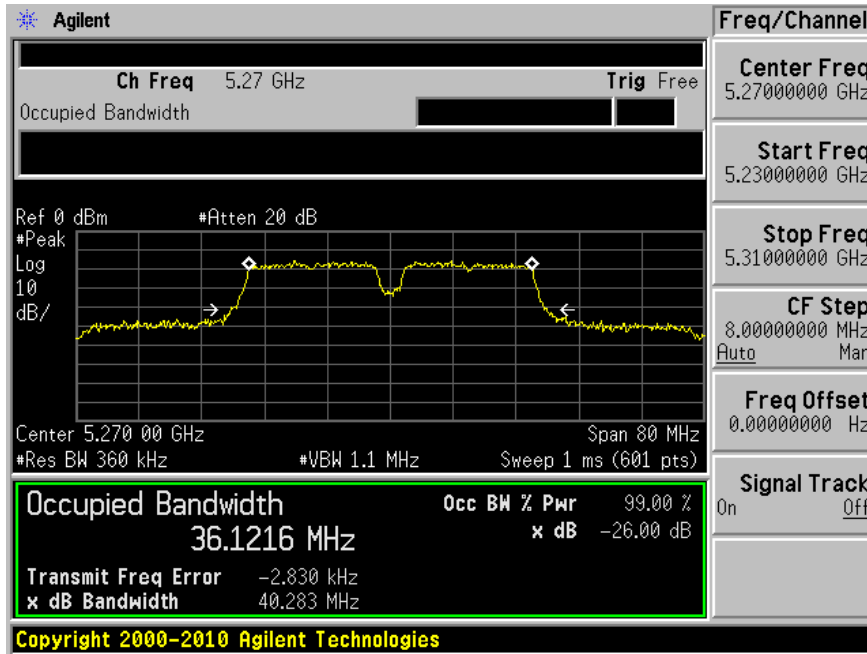 Agilent
Freq/Channel
Ch Freq 5.27 GHz Trig Free
Occupied Bandwidth
Center Freq
5.27000000 GHz
Start Freq
5.23000000 GHz
Stop Freq
5.31000000 GHz
CF Step
8.00000000 MHz
Auto Man
Freq Offset
0.00000000 Hz
Signal Track
On Off
Ref 0 dBm #Atten 20 dB
#Peak
Log
10
dB/
Center 5.270 00 GHz Span 80 MHz
#Res BW 360 kHz #VBW 1.1 MHz Sweep 1 ms (601 pts)
Occupied Bandwidth Occ BW % Pwr 99.00 %
36.1216 MHz x dB -26.00 dB
Transmit Freq Error -2.830 kHz
x dB Bandwidth 40.283 MHz
Copyright 2000-2010 Agilent Technologies